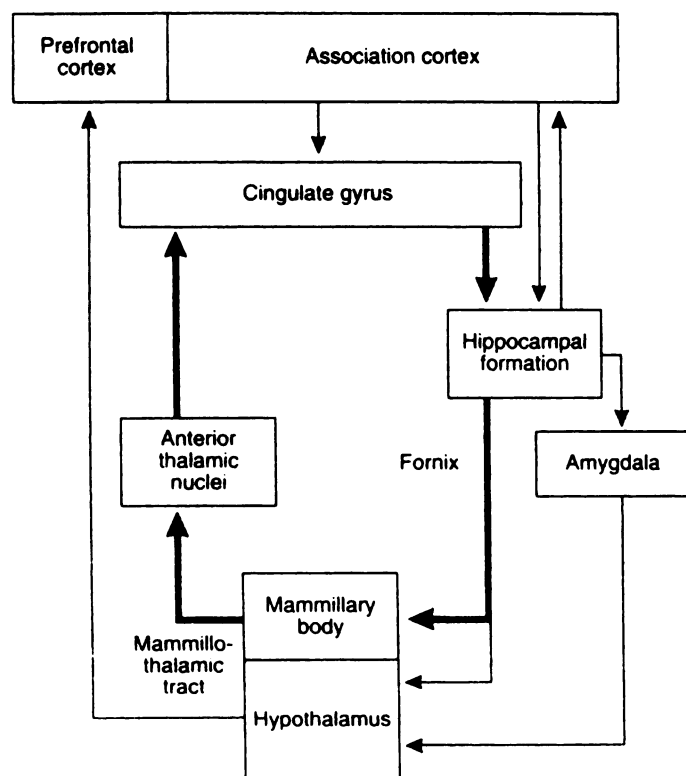 Prefrontal
cortex
Association cortex
Cingulate gyrus
Hippocampal
formation
Anterior
thalamic
nuclei
Fornix
Amygdala
Mammillary
body
Mammillo-
thalamic
tract
Hypothalamus